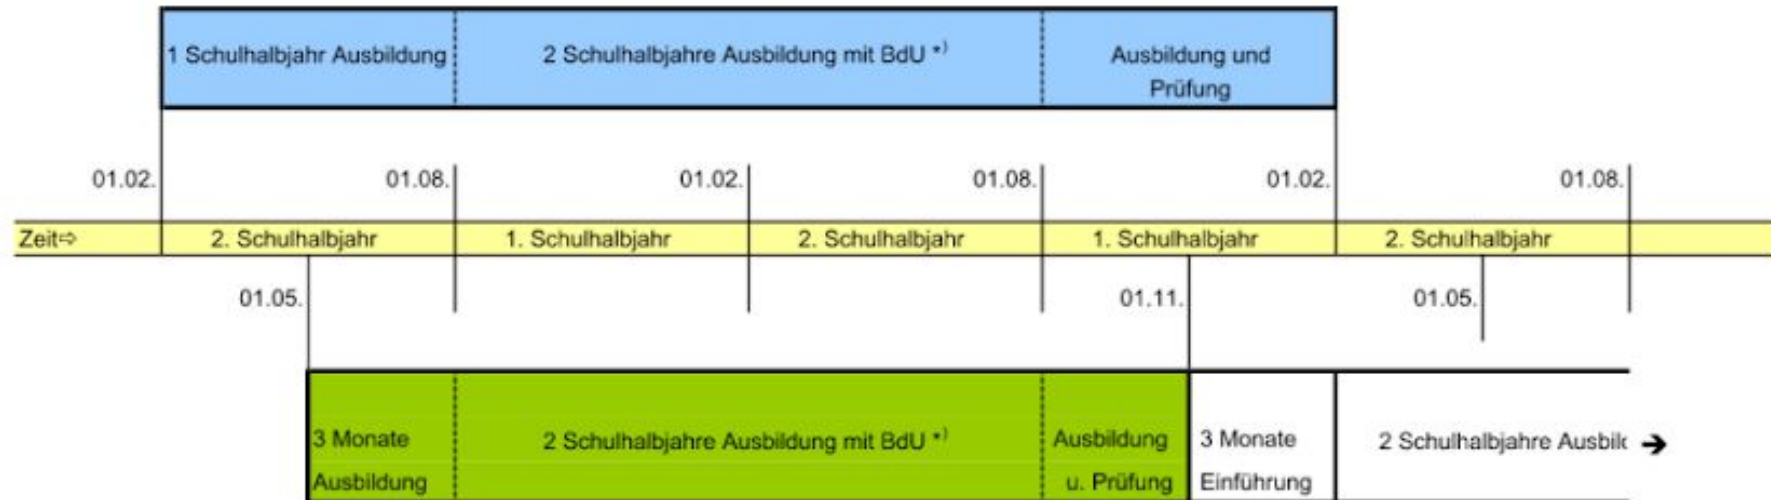 1 Schulhalbjahr Ausbildung
2 Schulhalbjahre Ausbildung mit BdU *)
Ausbildung und
Prüfung
01.02.
01.08.
01.02.
01.08.
01.02.
01.08.
Zeit⇨
2. Schulhalbjahr
1. Schulhalbjahr
2. Schulhalbjahr
1. Schulhalbjahr
2. Schulhalbjahr
01.05.
01.11.
01.05.
3 Monate
Ausbildung
2 Schulhalbjahre Ausbildung mit BdU *)
Ausbildung
u. Prüfung
3 Monate
Einführung
2 Schulhalbjahre